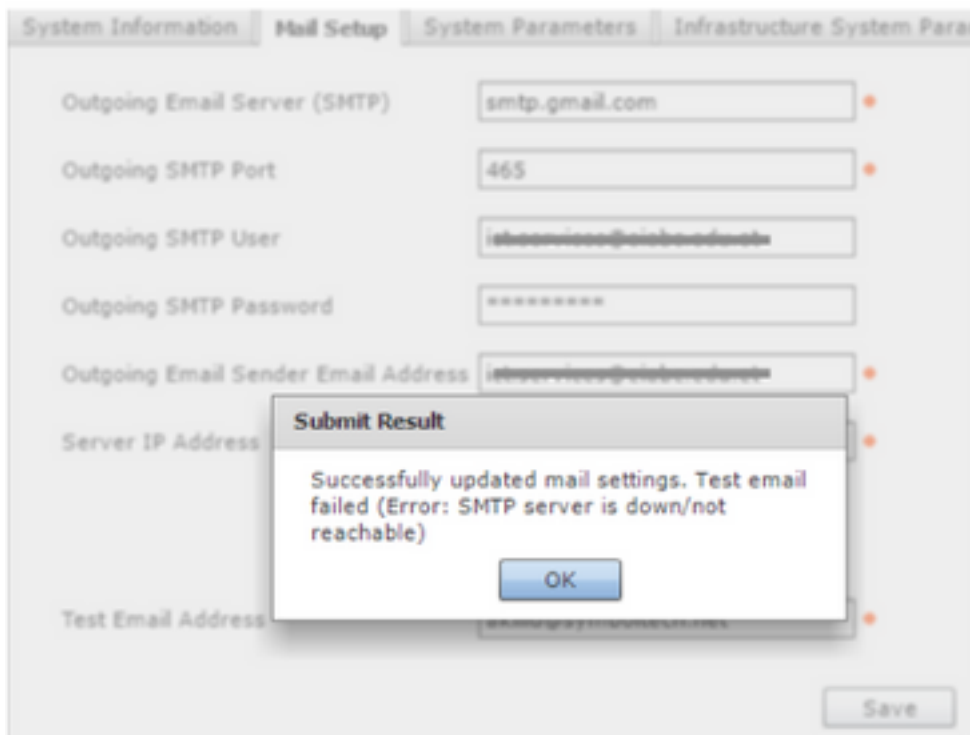 System Information Mail Setup System Parameters Infrastructure System Para
Outgoing Email Server (SMTP) smtp.gmail.com
Outgoing SMTP Port 465
Outgoing SMTP User
Outgoing SMTP Password *********
Outgoing Email Sender Email Address
Submit Result
Server IP Address
Successfully updated mail settings. Test email
failed (Error: SMTP server is down/not
reachable)
OK
Test Email Address
Save